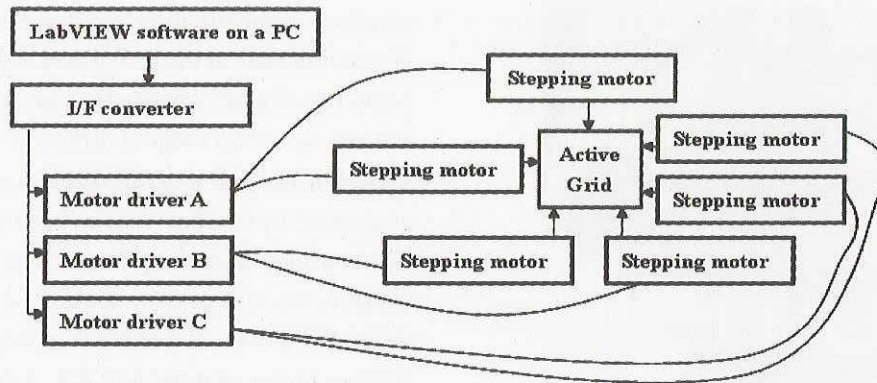 LabVIEW software on a PC
I/F converter
Motor driver A
Motor driver B
Motor driver C
Stepping motor
Stepping motor
Stepping motor
Stepping motor
Stepping motor
Stepping motor
Active
Grid